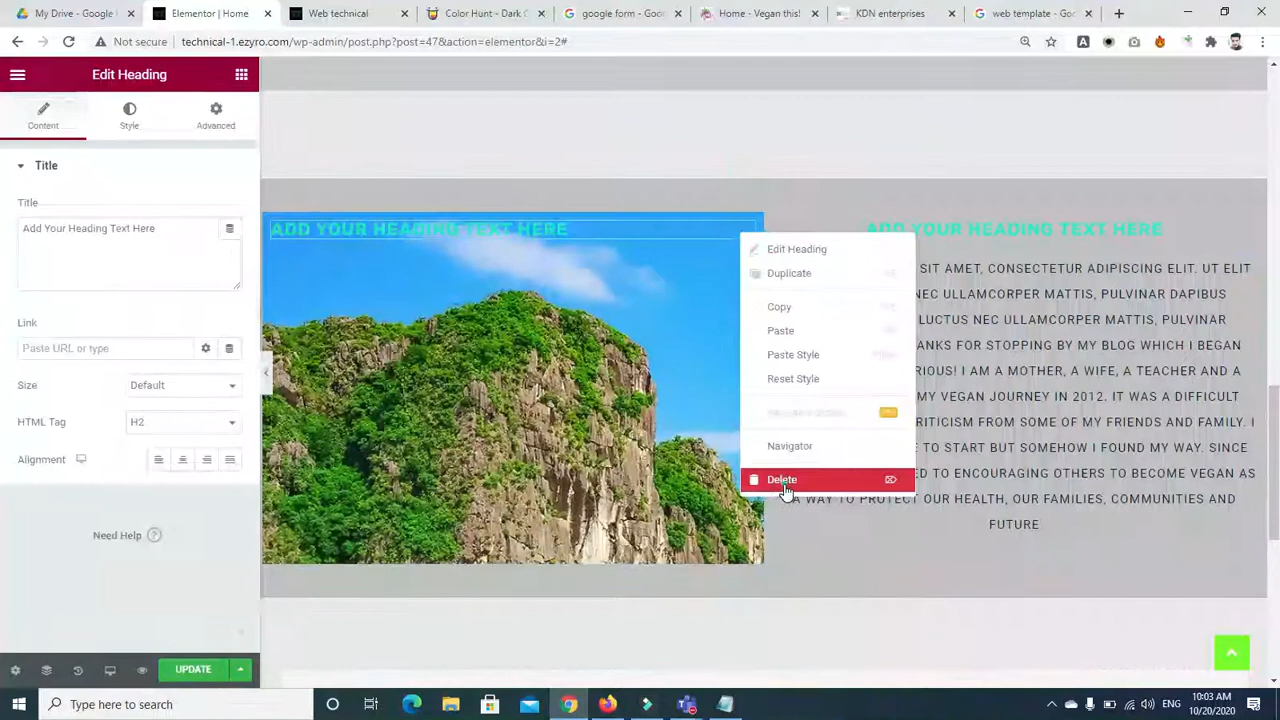 My Drive - Google D
Elementor | Home
Web technical
Color Hunt - Dark C
google form - Goo
Home - Vegan this!
KDN enterprises
web template - Goo
Not secure
technical-1.ezyro.com/wp-admin/post.php?post=47&action=elementor&i=2#
Edit Heading
Content
Style
Advanced
Title
Title
Add Your Heading Text Here
Link
Paste URL or type
Size
Default
HTML Tag
H2
Alignment
Need Help
UPDATE
ADD YOUR HEADING TEXT HERE
Edit Heading
Duplicate
Copy
Paste
Paste Style
Reset Style
Navigator
Delete
ADD YOUR HEADING TEXT HERE
SIT AMET, CONSECTETUR ADIPISCING ELIT. UT ELIT
NEC ULLAMCORPER MATTIS, PULVINAR DAPIBUS
LUCTUS NEC ULLAMCORPER MATTIS, PULVINAR
ANKS FOR STOPPING BY MY BLOG WHICH I BEGAN
RIOUS! I AM A MOTHER, A WIFE, A TEACHER AND A
MY VEGAN JOURNEY IN 2012. IT WAS A DIFFICULT
RITICISM FROM SOME OF MY FRIENDS AND FAMILY. I
E TO START BUT SOMEHOW I FOUND MY WAY. SINCE
ED TO ENCOURAGING OTHERS TO BECOME VEGAN AS
A WAY TO PROTECT OUR HEALTH, OUR FAMILIES, COMMUNITIES AND
FUTURE
Type here to search
ENG
10:03 AM
10/20/2020